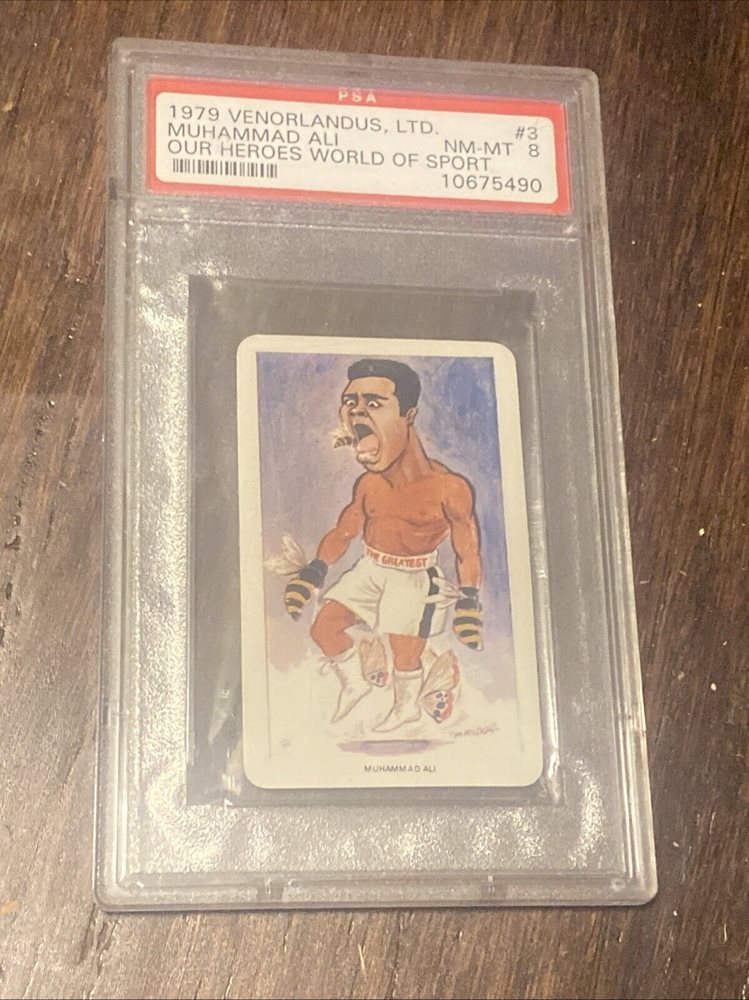 PSA
1979 VENORLANDUS, LTD. #3
MUHAMMAD ALI NM-MT 8
OUR HEROES WORLD OF SPORT
10675490
THE GREATEST
MUHAMMAD ALI